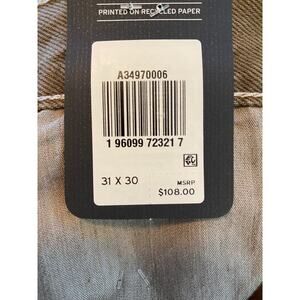 PRINTED ON RECYCLED PAPER
A34970006
1 96099 72321 7
31 X 30
MSRP
$108.00